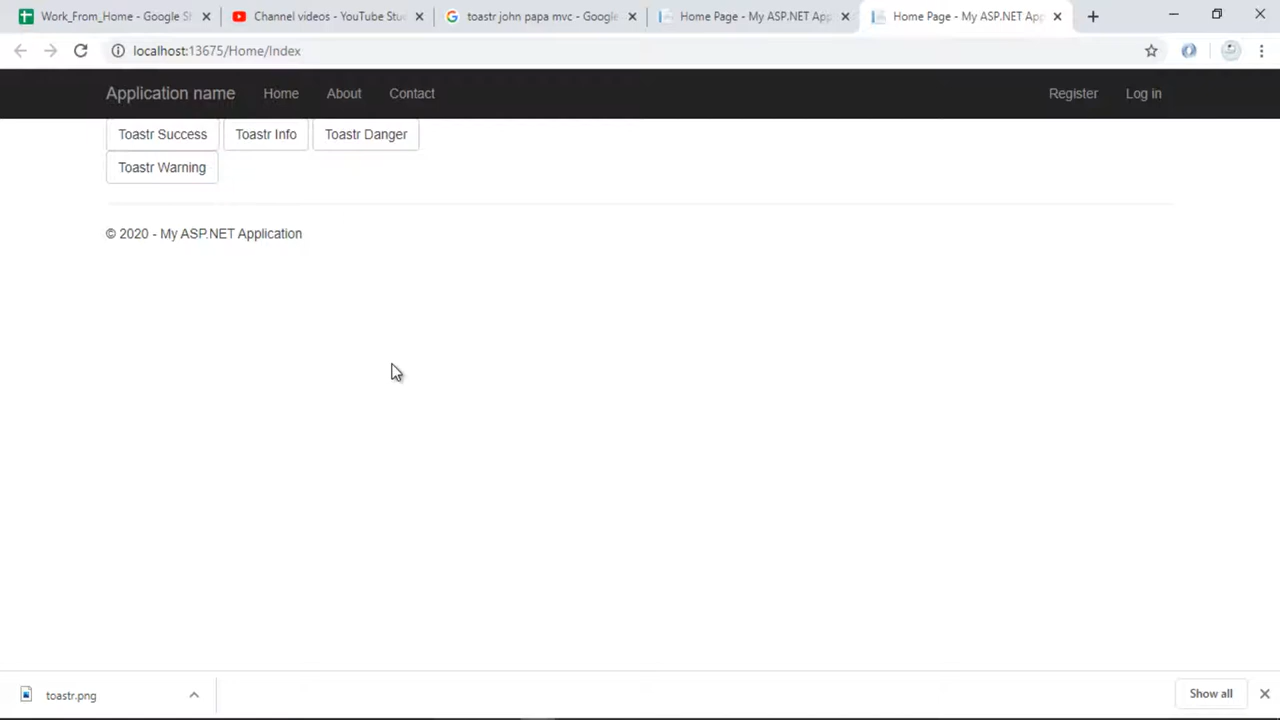 Work_From_Home - Google S
Channel videos - YouTube Stu
toastr john papa mvc - Google
Home Page - My ASP.NET App
Home Page - My ASP.NET App
localhost:13675/Home/Index
Application name Home About Contact Register Log in
Toastr Success Toastr Info Toastr Danger
Toastr Warning
© 2020 - My ASP.NET Application
toastr.png
Show all